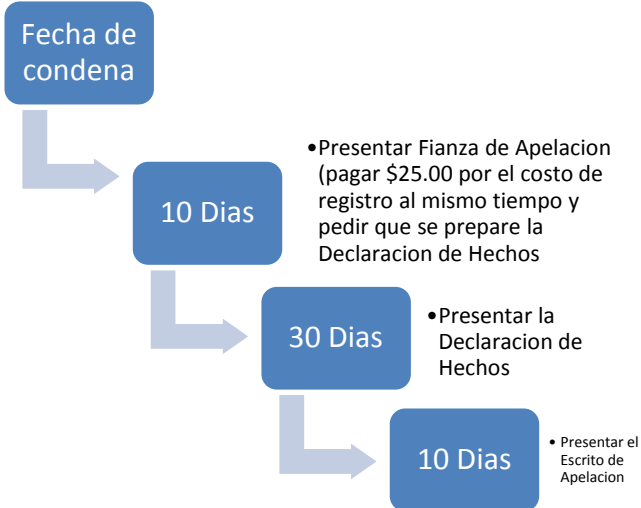 Fecha de
condena
10 Dias
•Presentar Fianza de Apelacion
(pagar $25.00 por el costo de
registro al mismo tiempo y
pedir que se prepare la
Declaracion de Hechos
30 Dias
•Presentar la
Declaracion de
Hechos
10 Dias
• Presentar el
Escrito de
Apelacion